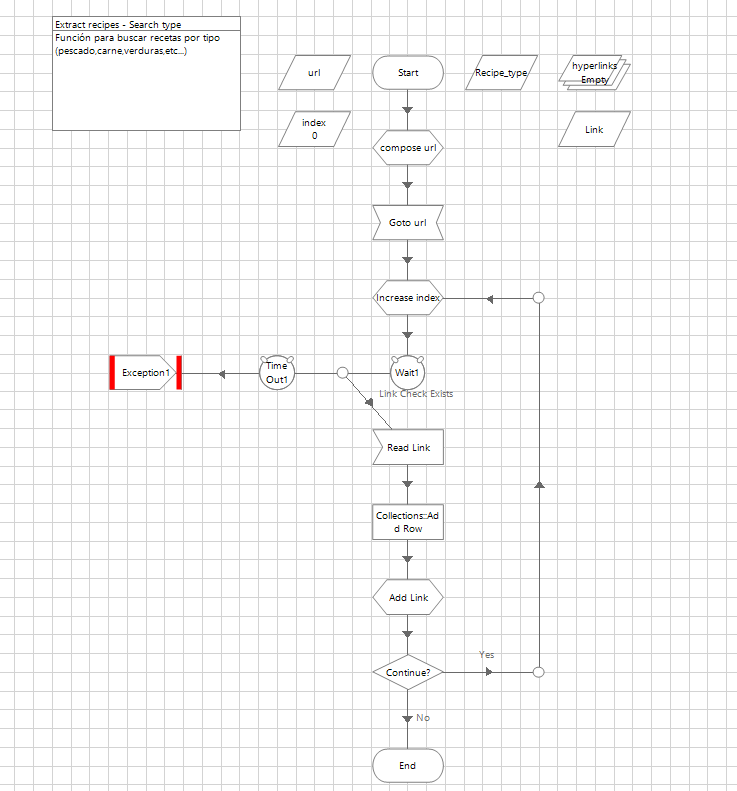 Extract recipes - Search type
Función para buscar recetas por tipo
(pescado,carne,verduras,etc...)
url
Start
Recipe_type
hyperlinks
Empty
index
0
Link
compose url
Goto url
Increase index
Exception1
Time
Out1
Wait1
Link Check Exists
Read Link
Collections::Ad
d Row
Add Link
Continue?
Yes
No
End